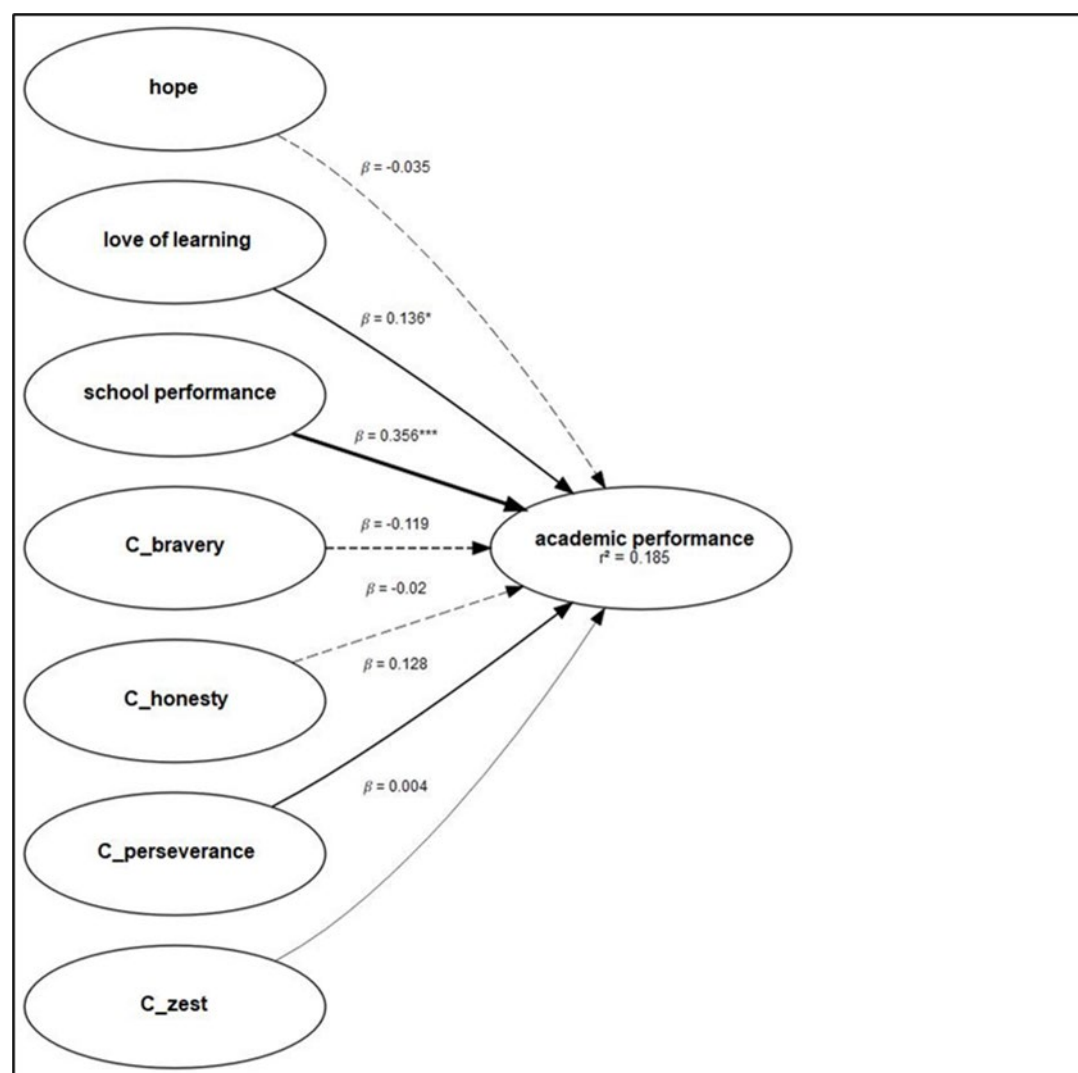 hope
β = -0.035
love of learning
β = 0.136*
school performance
β = 0.356***
C_bravery
β = -0.119
academic performance
r² = 0.185
β = -0.02
C_honesty
β = 0.128
C_perseverance
β = 0.004
C_zest